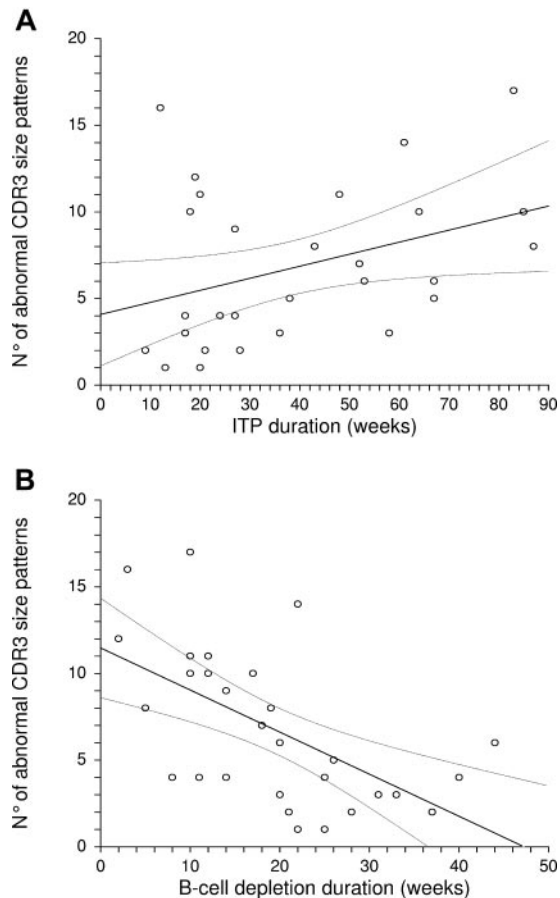 A
N° of abnormal CDR3 size patterns
20
15
10
5
0
0 10 20 30 40 50 60 70 80 90
ITP duration (weeks)
B
N° of abnormal CDR3 size patterns
20
15
10
5
0
0 10 20 30 40 50
B-cell depletion duration (weeks)